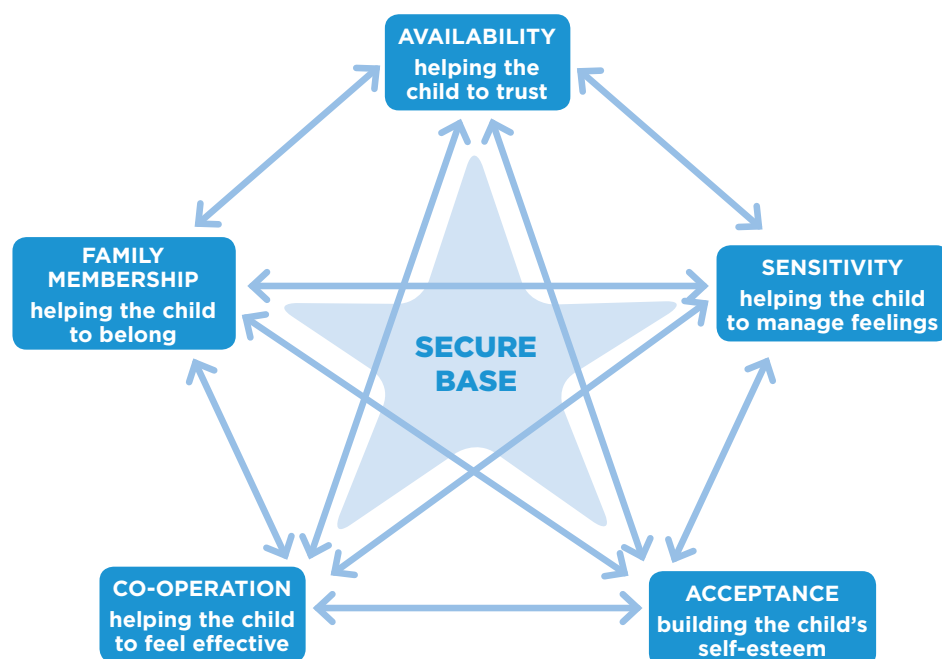 AVAILABILITY
helping the
child to trust
FAMILY
MEMBERSHIP
helping the child
to belong
SENSITIVITY
helping the child
to manage feelings
SECURE
BASE
CO-OPERATION
helping the child
to feel effective
ACCEPTANCE
building the child’s
self-esteem